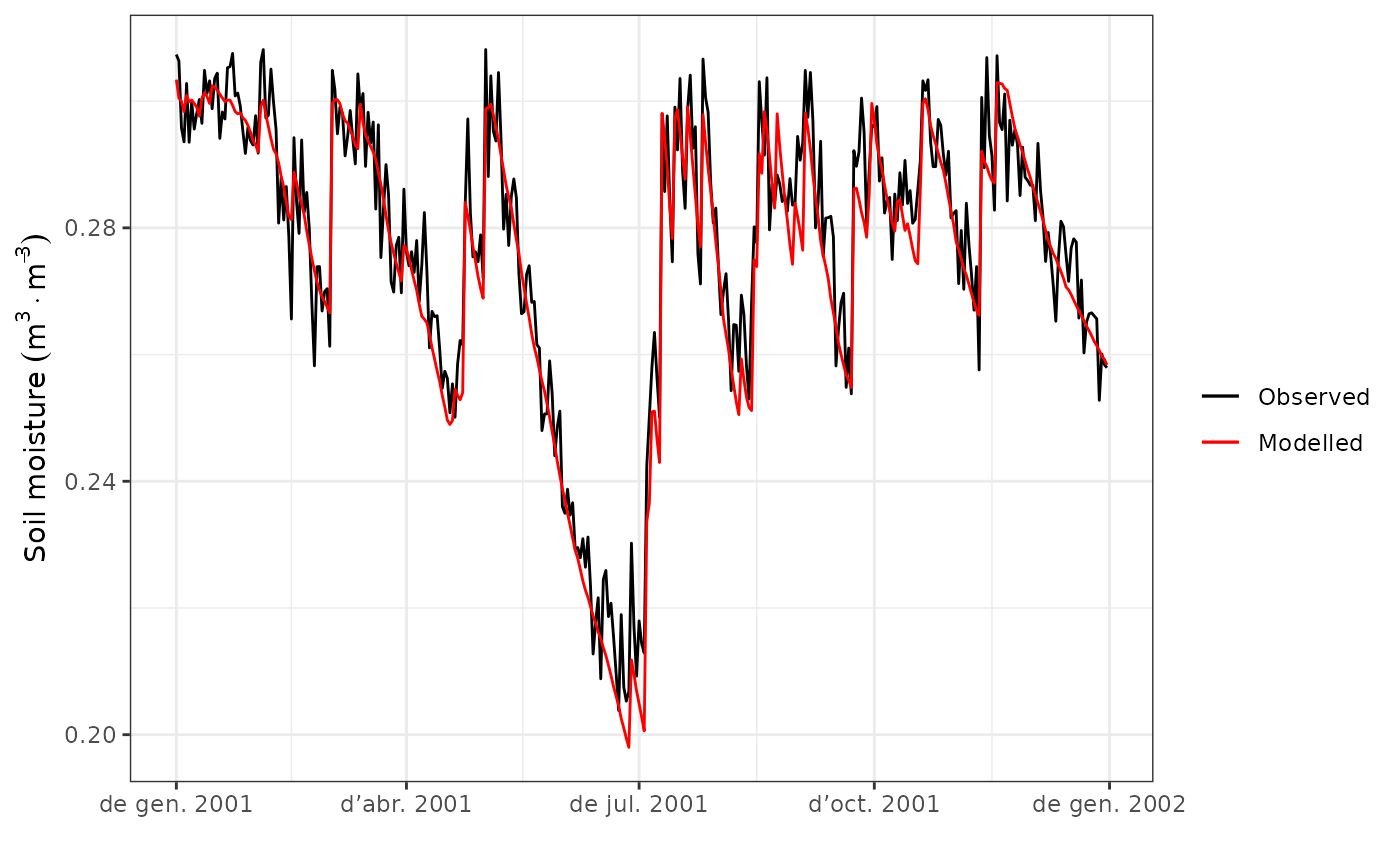 Soil moisture (m³ · m⁻³)
0.28
0.24
0.20
de gen. 2001
d’abr. 2001
de jul. 2001
d’oct. 2001
de gen. 2002
Observed
Modelled